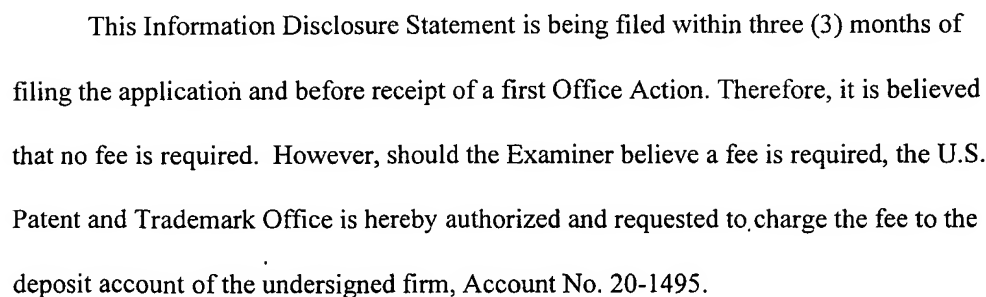 This Information Disclosure Statement is being filed within three (3) months of
filing the application and before receipt of a first Office Action. Therefore, it is believed
that no fee is required. However, should the Examiner believe a fee is required, the U.S.
Patent and Trademark Office is hereby authorized and requested to charge the fee to the
deposit account of the undersigned firm, Account No. 20-1495.